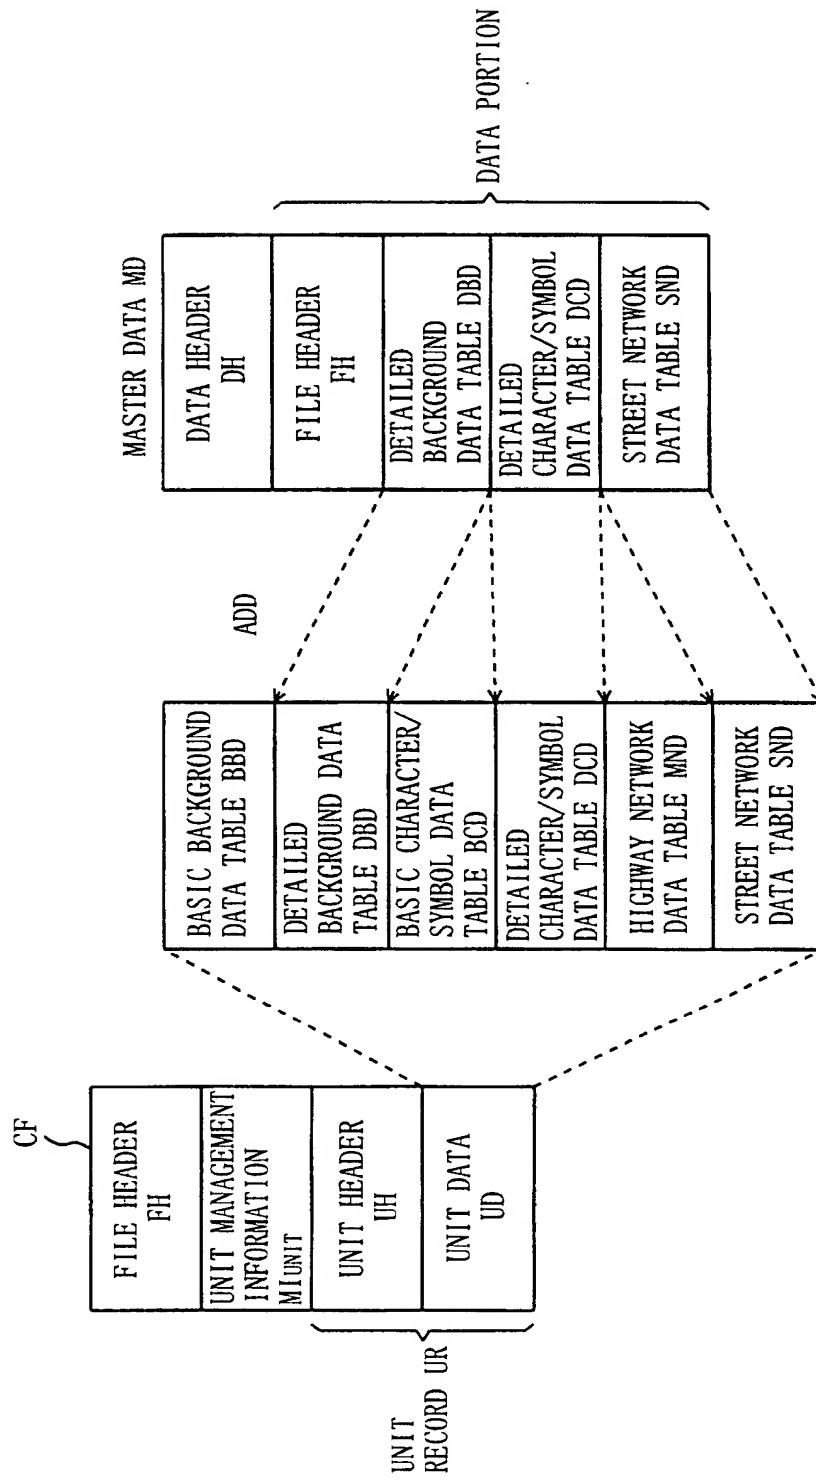 CF
FILE HEADER
FH
UNIT MANAGEMENT
INFORMATION
MIUNIT
UNIT HEADER
UH
UNIT DATA
UD
UNIT
RECORD UR
BASIC BACKGROUND
DATA TABLE BBD
DETAILED
BACKGROUND DATA
TABLE DBD
BASIC CHARACTER/
SYMBOL DATA
TABLE BCD
DETAILED
CHARACTER/SYMBOL
DATA TABLE DCD
HIGHWAY NETWORK
DATA TABLE MND
STREET NETWORK
DATA TABLE SND
ADD
MASTER DATA MD
DATA HEADER
DH
FILE HEADER
FH
DETAILED
BACKGROUND
DATA TABLE DBD
DETAILED
CHARACTER/SYMBOL
DATA TABLE DCD
STREET NETWORK
DATA TABLE SND
DATA PORTION